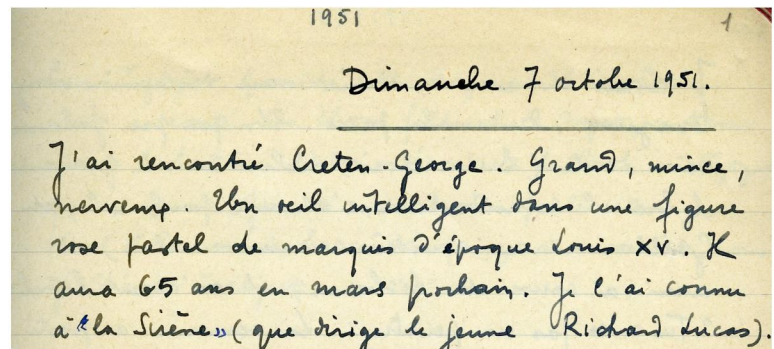 1951
1
Dimanche 7 octobre 1951.
J'ai rencontré Creten-George. Grand, mince,
nerveux. Un œil intelligent dans une figure
rose pastel de marquis d'époque Louis XV. Il
aura 65 ans en mars prochain. Je l'ai connu
à "la Sirène" (que dirige le jeune Richard Lucas).